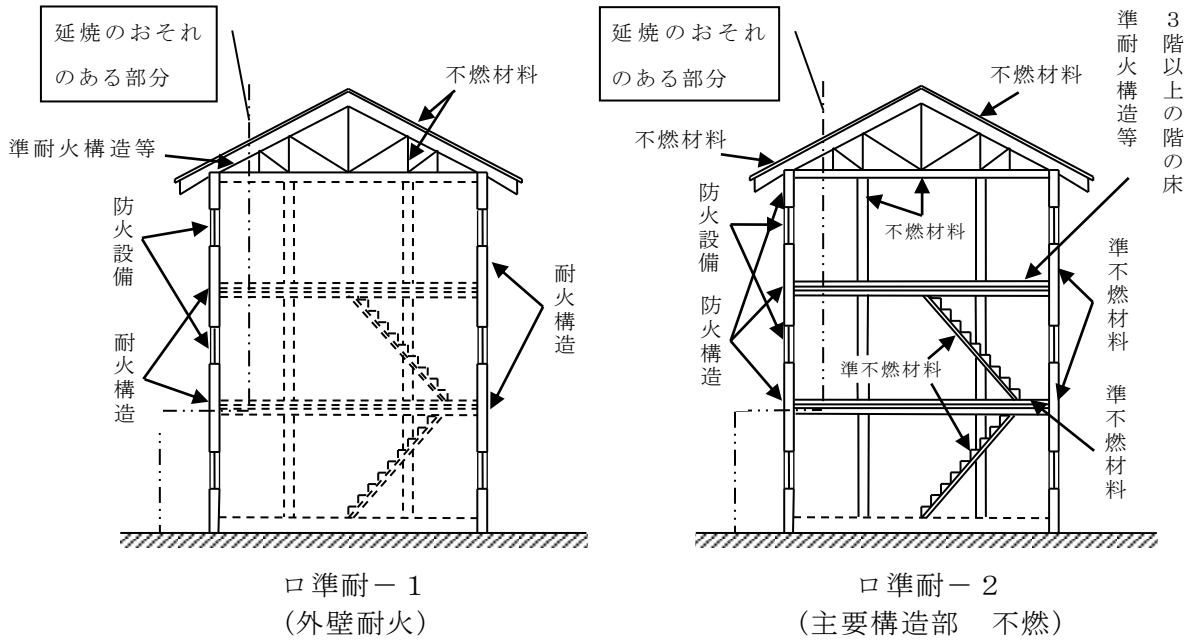 延焼のおそれ
のある部分
不燃材料
準耐火構造等
防火設備
耐火構造
耐火構造
ロ準耐－１
(外壁耐火)
延焼のおそれ
のある部分
不燃材料
不燃材料
３階以上の階の床
準耐火構造等
防火設備
不燃材料
防火構造
準不燃材料
準不燃材料
準不燃材料
ロ準耐－２
(主要構造部　不燃)